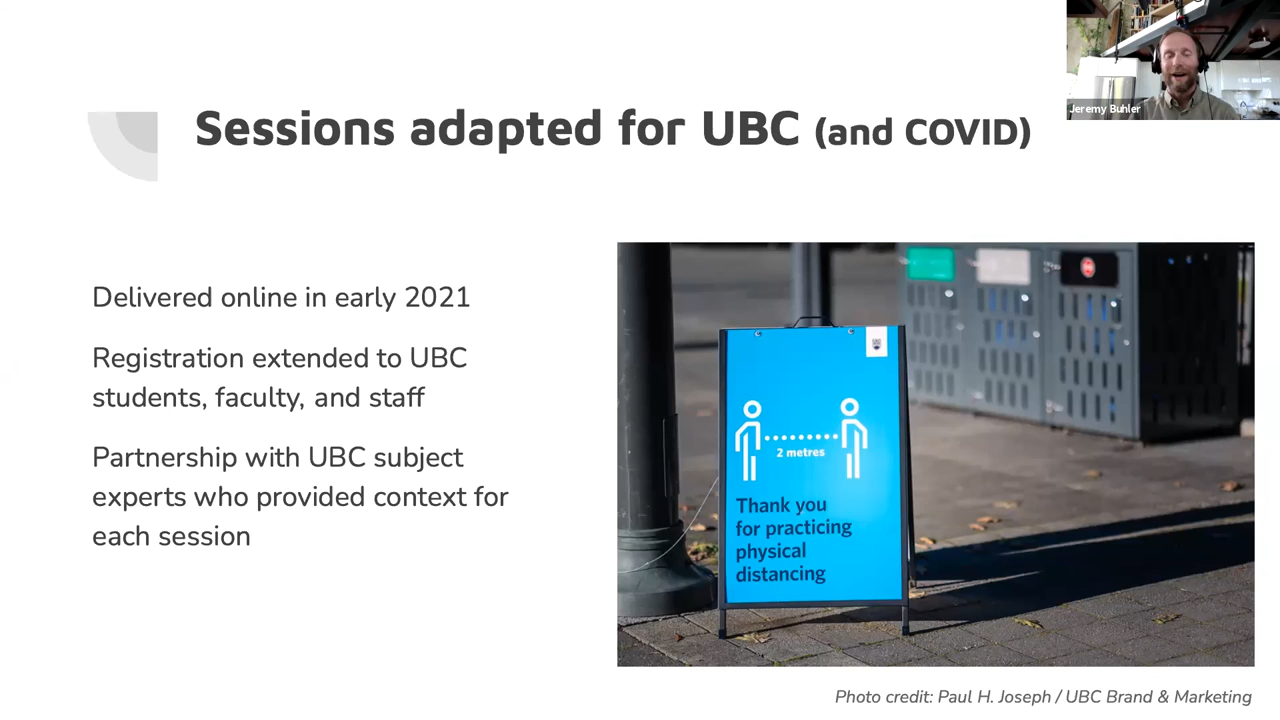 Jeremy Buhler
Sessions adapted for UBC (and COVID)
Delivered online in early 2021
Registration extended to UBC
students, faculty, and staff
Partnership with UBC subject
experts who provided context for
each session
2 metres
Thank you
for practicing
physical
distancing
Photo credit: Paul H. Joseph / UBC Brand & Marketing